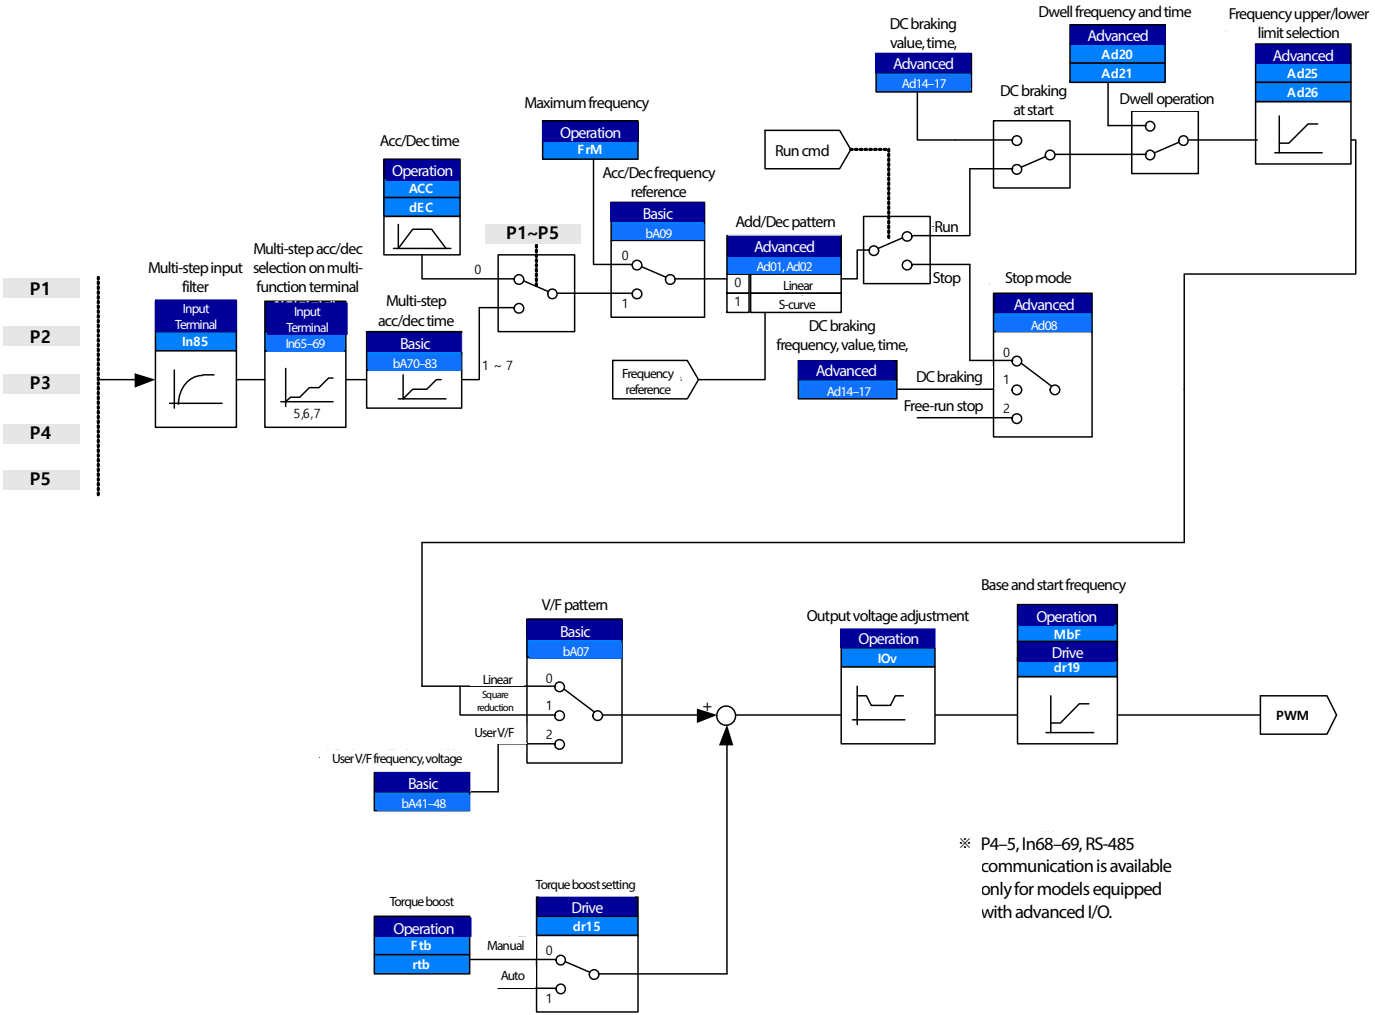 DC braking
value, time,
Advanced
Ad14–17
Dwell frequency and time
Advanced
Ad20
Ad21
Frequency upper/lower
limit selection
Advanced
Ad25
Ad26
DC braking
at start
Dwell operation
Maximum frequency
Operation
FrM
Run cmd
Acc/Dec time
Operation
ACC
dEC
Acc/Dec frequency
reference
Basic
bA09
0
1
P1~P5
0
1 ~ 7
Add/Dec pattern
Advanced
Ad01, Ad02
0
Linear
1
S-curve
Run
Stop
Stop mode
Advanced
Ad08
0
1
2
DC braking
Free-run stop
DC braking
frequency, value, time,
Advanced
Ad14–17
Frequency
reference
P1
P2
P3
P4
P5
Multi-step input
filter
Input
Terminal
In85
Multi-step acc/dec
selection on multi-
function terminal
Input
Terminal
In65–69
5,6,7
Multi-step
acc/dec time
Basic
bA70–83
V/F pattern
Basic
bA07
Linear
0
Square
reduction
1
User V/F
2
User V/F frequency, voltage
Basic
bA41–48
+
Output voltage adjustment
Operation
IOv
Base and start frequency
Operation
MbF
Drive
dr19
PWM
Torque boost
Operation
Ftb
rtb
Torque boost setting
Drive
dr15
Manual
0
Auto
1
※ P4–5, In68–69, RS-485
communication is available
only for models equipped
with advanced I/O.